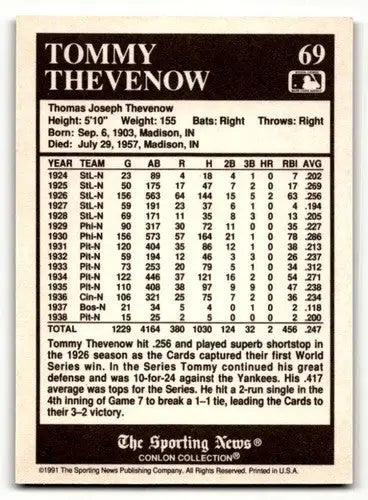 TOMMY
THEVENOW
69
Thomas Joseph Thevenow
Height: 5'10" Weight: 155 Bats: Right Throws: Right
Born: Sep. 6, 1903, Madison, IN
Died: July 29, 1957, Madison, IN
YEAR TEAM G AB R H 2B 3B HR RBI AVG
1924 StL-N 23 89 4 18 4 1 0 7 .202
1925 StL-N 50 175 17 47 7 2 0 17 .269
1926 StL-N 156 563 64 144 15 5 2 63 .256
1927 StL-N 59 191 23 37 6 1 0 4 .194
1928 StL-N 69 171 11 35 8 3 0 13 .205
1929 Phi-N 90 317 30 72 11 0 0 35 .227
1930 Phi-N 156 573 57 164 21 1 0 78 .286
1931 Pit-N 120 404 35 86 12 1 0 38 .213
1932 Pit-N 59 194 12 46 3 3 0 26 .237
1933 Pit-N 73 253 20 79 5 1 0 34 .312
1934 Pit-N 122 446 37 121 16 2 0 54 .271
1935 Pit-N 110 408 38 97 9 9 0 47 .238
1936 Cin-N 106 321 25 75 7 2 0 36 .234
1937 Bos-N 21 34 5 4 0 1 0 2 .118
1938 Pit-N 15 25 2 5 0 0 0 2 .200
TOTAL 1229 4164 380 1030 124 32 2 456 .247
Tommy Thevenow hit .256 and played superb shortstop in
the 1926 season as the Cards captured their first World
Series win. In the Series Tommy continued his great
defense and was 10-for-24 against the Yankees. His .417
average was tops for the Series. He hit a 2-run single in the
4th inning of Game 7 to break a 1–1 tie, leading the Cards to
their 3–2 victory.
The Sporting News®
CONLON COLLECTION®
©1991 The Sporting News Publishing Company. All Rights Reserved. Printed in U.S.A.